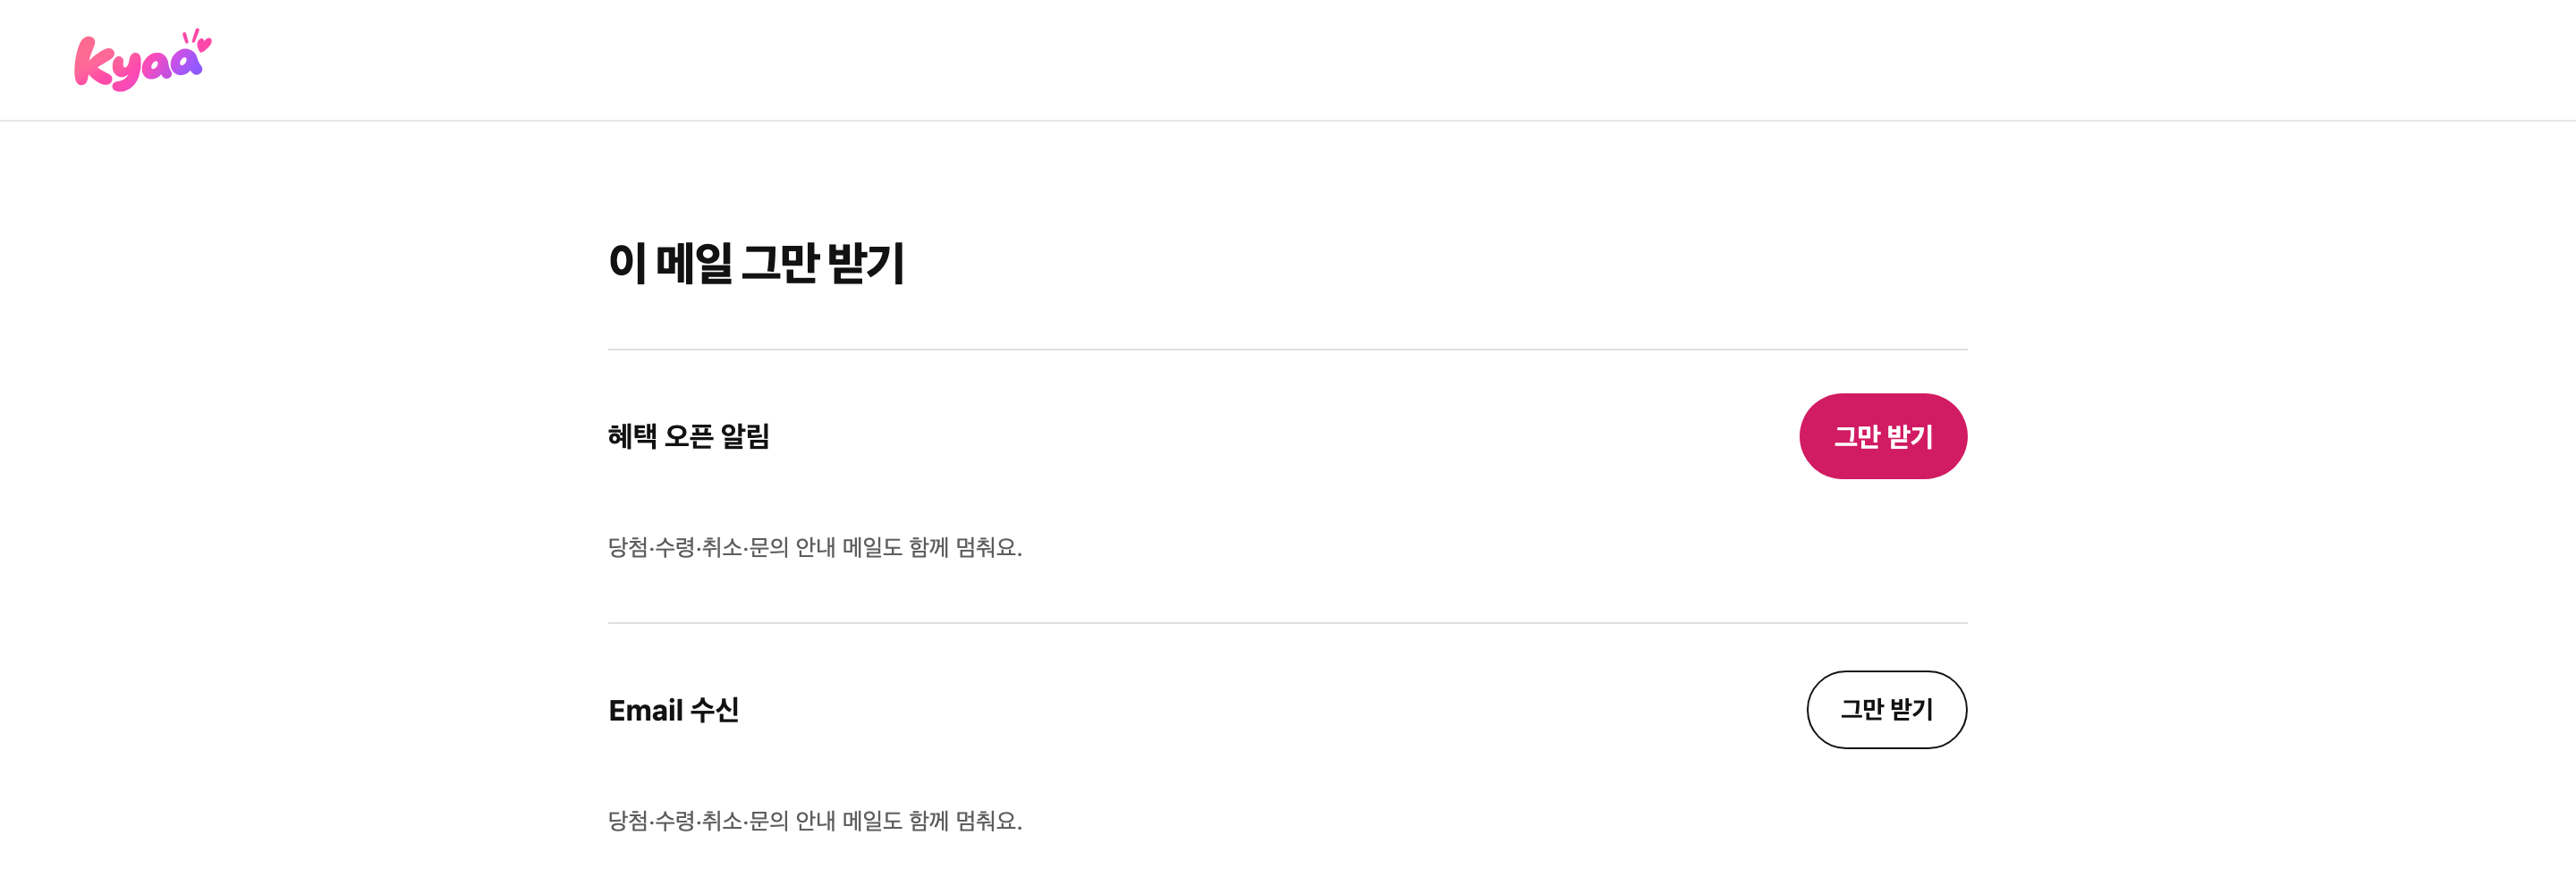 kyaa
이 메일 그만 받기
혜택 오픈 알림
그만 받기
당첨·수령·취소·문의 안내 메일도 함께 멈춰요.
Email 수신
그만 받기
당첨·수령·취소·문의 안내 메일도 함께 멈춰요.